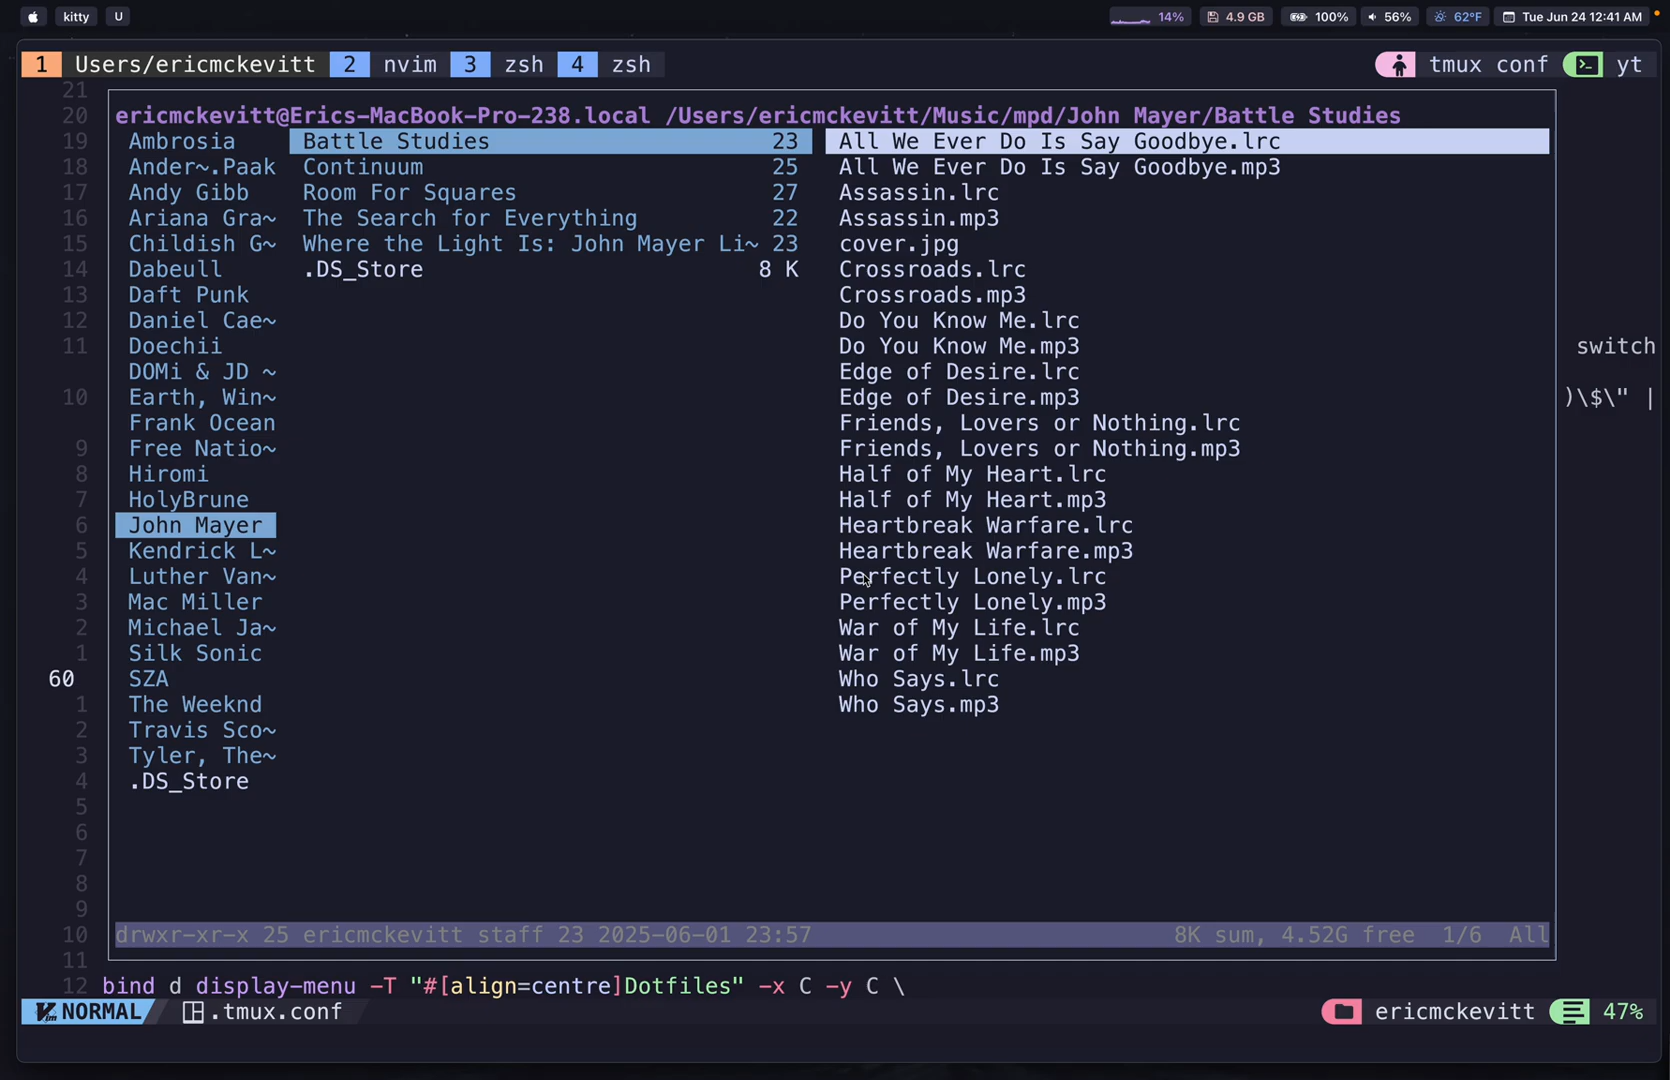 kitty U 14% 4.9 GB 100% 56% 62°F Tue Jun 24 12:41 AM
1 Users/ericmckevitt 2 nvim 3 zsh 4 zsh tmux conf yt
21
20 ericmckevitt@Erics-MacBook-Pro-238.local /Users/ericmckevitt/Music/mpd/John Mayer/Battle Studies
19 Ambrosia Battle Studies 23 All We Ever Do Is Say Goodbye.lrc
18 Ander~.Paak Continuum 25 All We Ever Do Is Say Goodbye.mp3
17 Andy Gibb Room For Squares 27 Assassin.lrc
16 Ariana Gra~ The Search for Everything 22 Assassin.mp3
15 Childish G~ Where the Light Is: John Mayer Li~ 23 cover.jpg
14 Dabeull .DS_Store 8 K Crossroads.lrc
13 Daft Punk Crossroads.mp3
12 Daniel Cae~ Do You Know Me.lrc
11 Doechii Do You Know Me.mp3 switch
DOMi & JD ~ Edge of Desire.lrc
10 Earth, Win~ Edge of Desire.mp3 )\$\" |
Frank Ocean Friends, Lovers or Nothing.lrc
9 Free Natio~ Friends, Lovers or Nothing.mp3
8 Hiromi Half of My Heart.lrc
7 HolyBrune Half of My Heart.mp3
6 John Mayer Heartbreak Warfare.lrc
5 Kendrick L~ Heartbreak Warfare.mp3
4 Luther Van~ Perfectly Lonely.lrc
3 Mac Miller Perfectly Lonely.mp3
2 Michael Ja~ War of My Life.lrc
1 Silk Sonic War of My Life.mp3
60 SZA Who Says.lrc
1 The Weeknd Who Says.mp3
2 Travis Sco~
3 Tyler, The~
4 .DS_Store
5
6
7
8
9
10 drwxr-xr-x 25 ericmckevitt staff 23 2025-06-01 23:57 8K sum, 4.52G free 1/6 All
11
12 bind d display-menu -T "#[align=centre]Dotfiles" -x C -y C \
NORMAL .tmux.conf ericmckevitt 47%